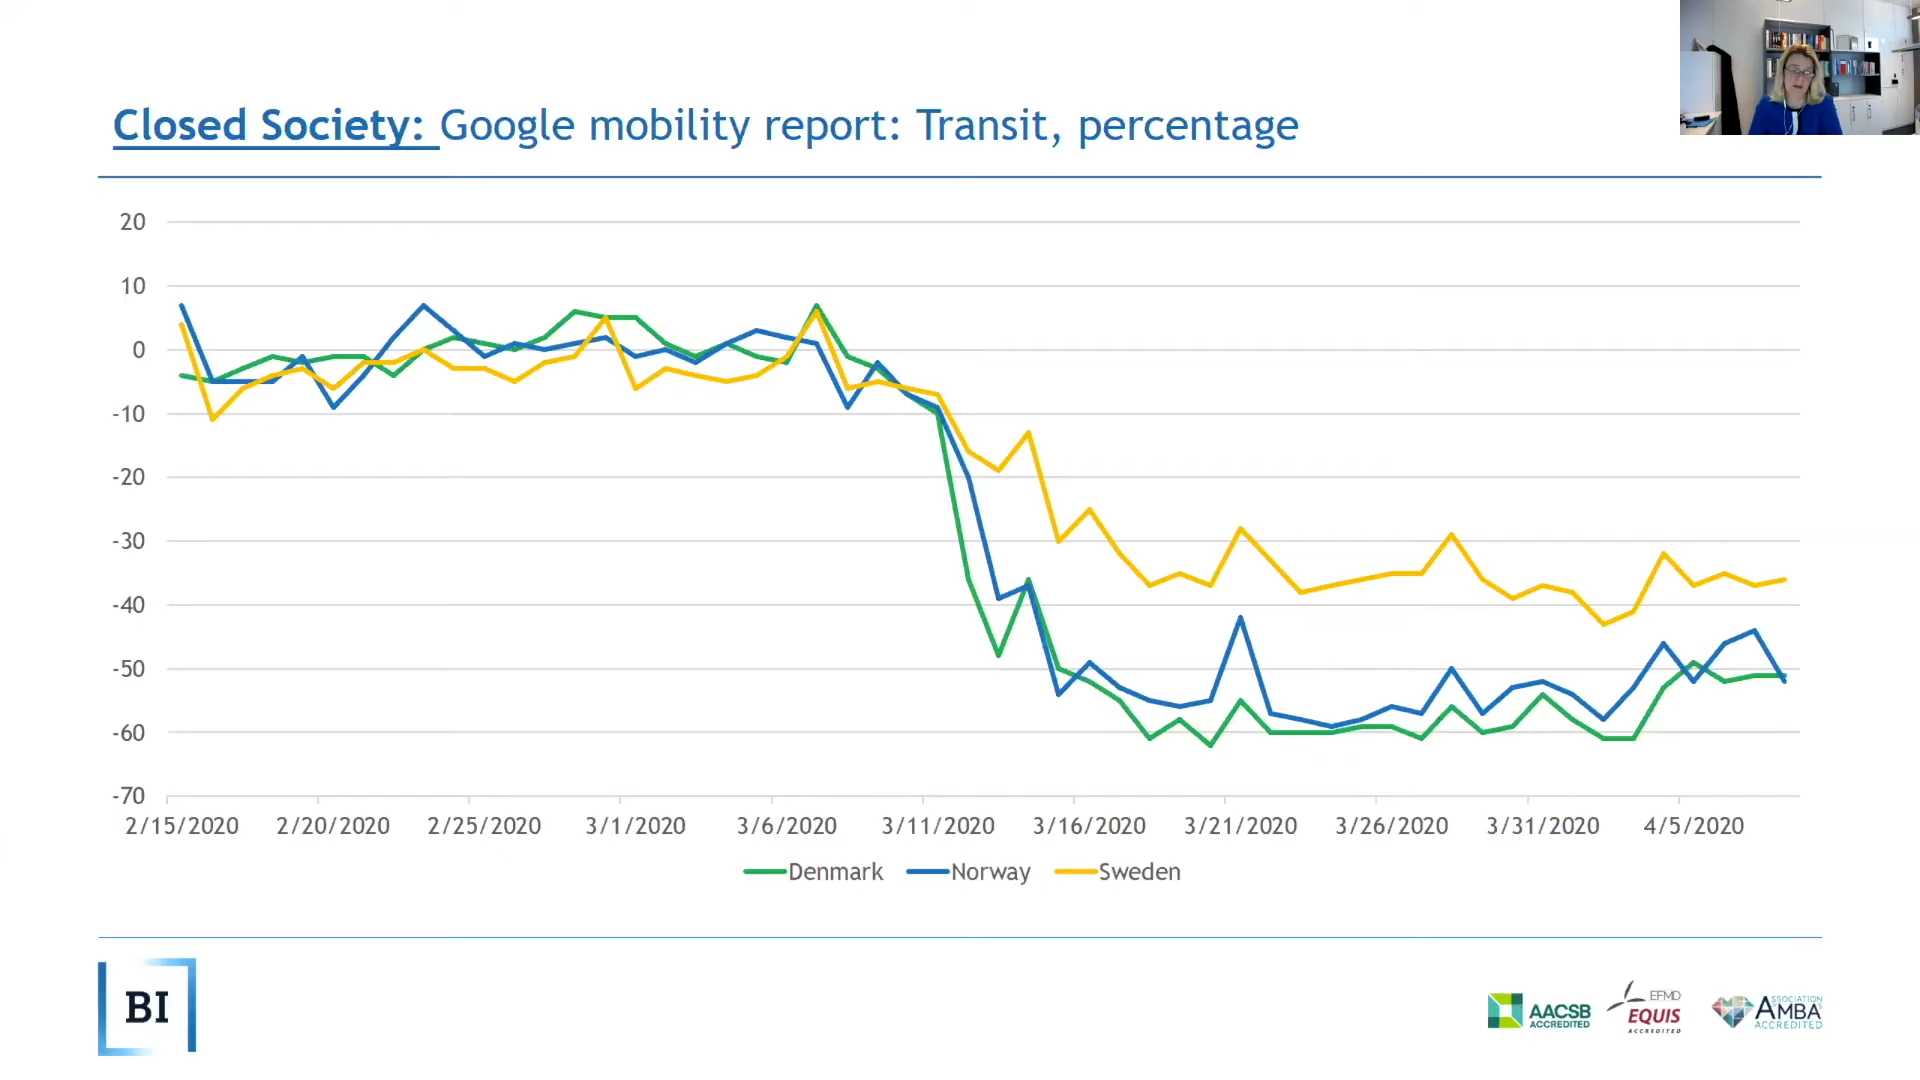 Closed Society: Google mobility report: Transit, percentage
20
10
0
-10
-20
-30
-40
-50
-60
-70
2/15/2020 2/20/2020 2/25/2020 3/1/2020 3/6/2020 3/11/2020 3/16/2020 3/21/2020 3/26/2020 3/31/2020 4/5/2020
Denmark Norway Sweden
BI
AACSB
ACCREDITED
EFMD
EQUIS
ACCREDITED
ASSOCIATION
AMBA'S
ACCREDITED